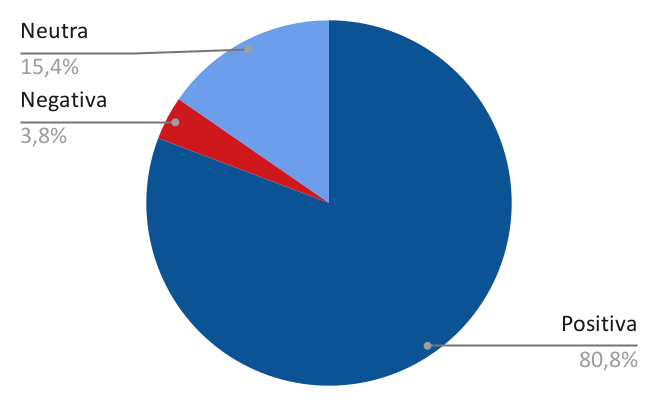 Neutra
15,4%
Negativa
3,8%
Positiva
80,8%